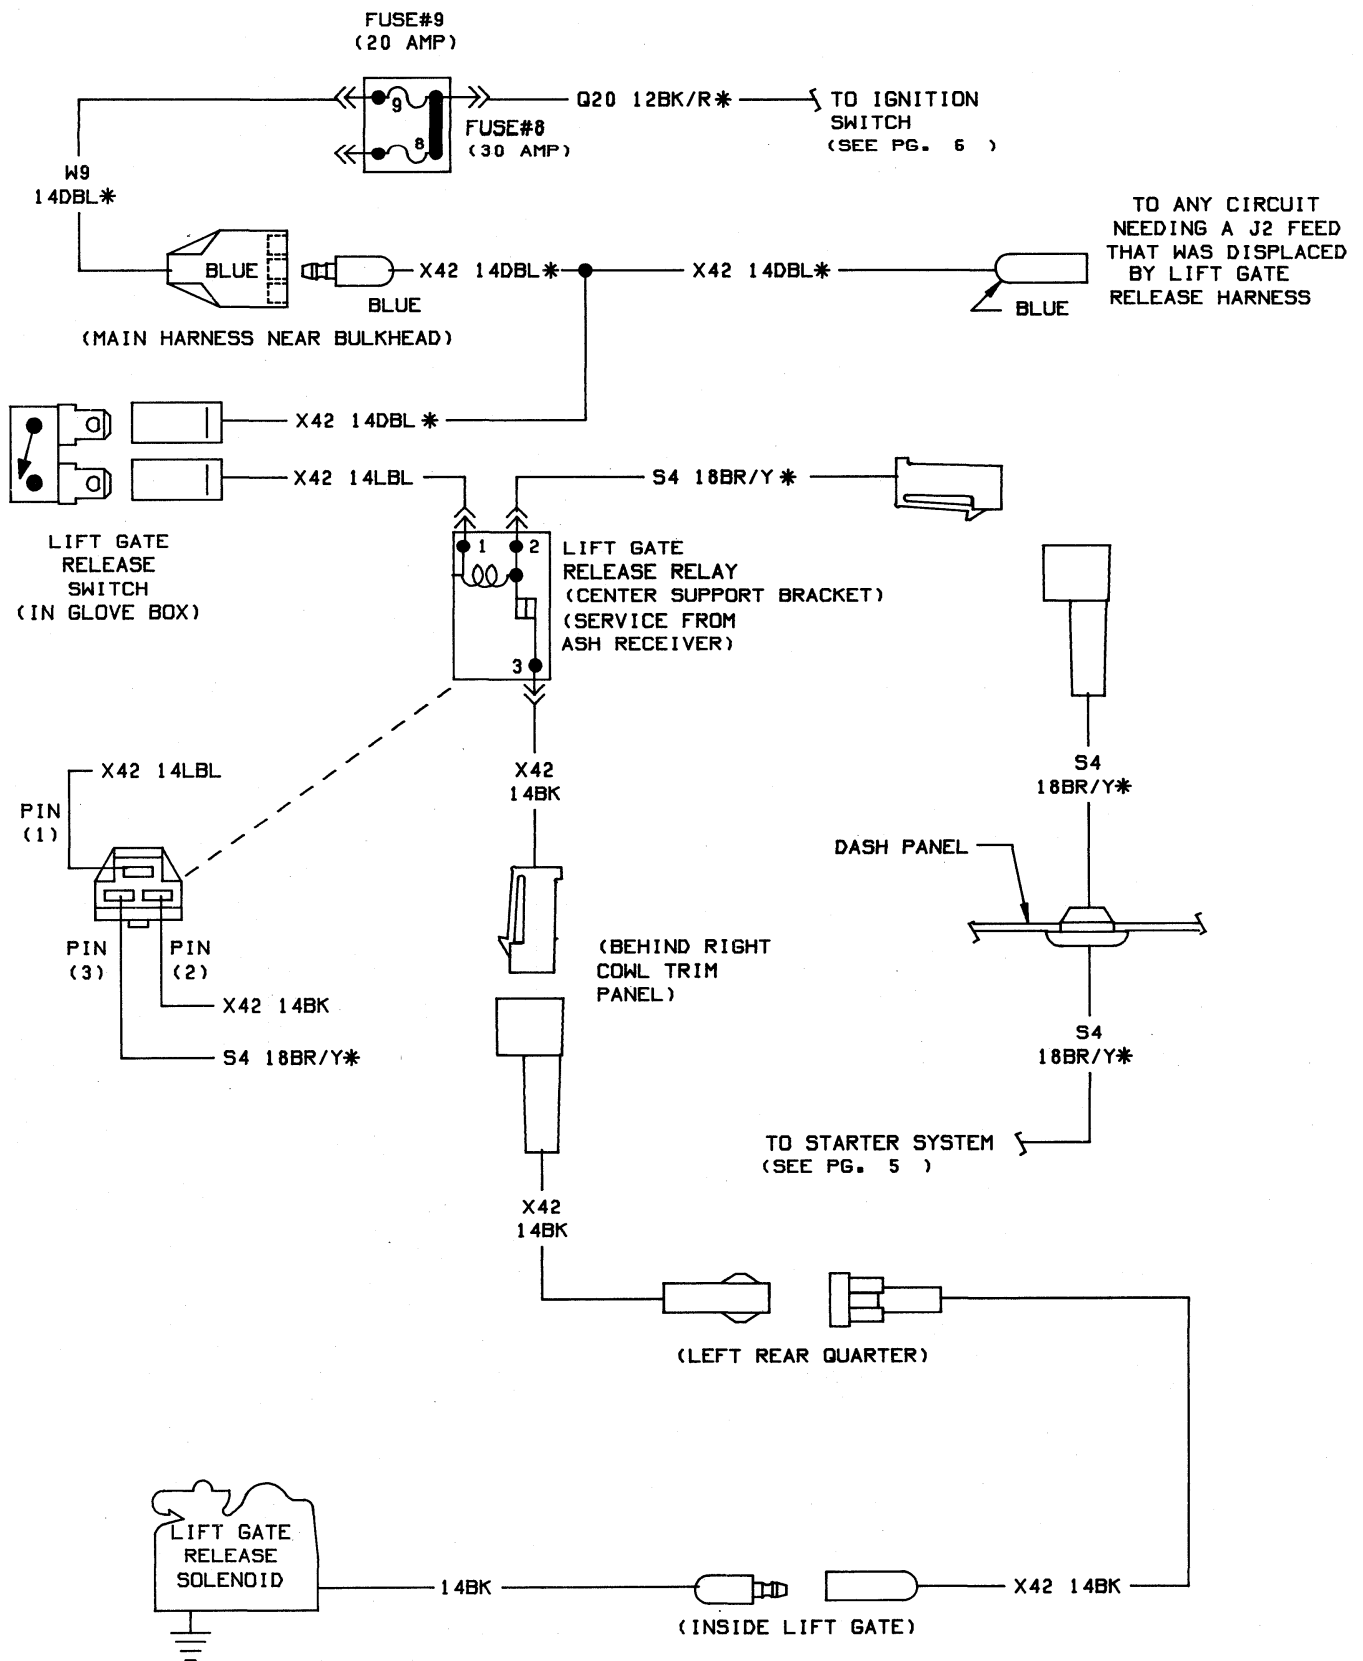 FUSE#9
(20 AMP)
9
Q20 12BK/R*
TO IGNITION
SWITCH
(SEE PG. 6 )
FUSE#8
(30 AMP)
8
W9
14DBL*
BLUE
X42 14DBL*
BLUE
X42 14DBL*
BLUE
TO ANY CIRCUIT
NEEDING A J2 FEED
THAT WAS DISPLACED
BY LIFT GATE
RELEASE HARNESS
(MAIN HARNESS NEAR BULKHEAD)
X42 14DBL*
X42 14LBL
S4 18BR/Y*
LIFT GATE
RELEASE
SWITCH
(IN GLOVE BOX)
1
2
3
LIFT GATE
RELEASE RELAY
(CENTER SUPPORT BRACKET)
(SERVICE FROM
ASH RECEIVER)
X42
14BK
S4
18BR/Y*
X42 14LBL
PIN
(1)
DASH PANEL
PIN
(3)
PIN
(2)
X42 14BK
S4 18BR/Y*
(BEHIND RIGHT
COWL TRIM
PANEL)
S4
18BR/Y*
TO STARTER SYSTEM
(SEE PG. 5 )
X42
14BK
(LEFT REAR QUARTER)
LIFT GATE
RELEASE
SOLENOID
14BK
X42 14BK
(INSIDE LIFT GATE)